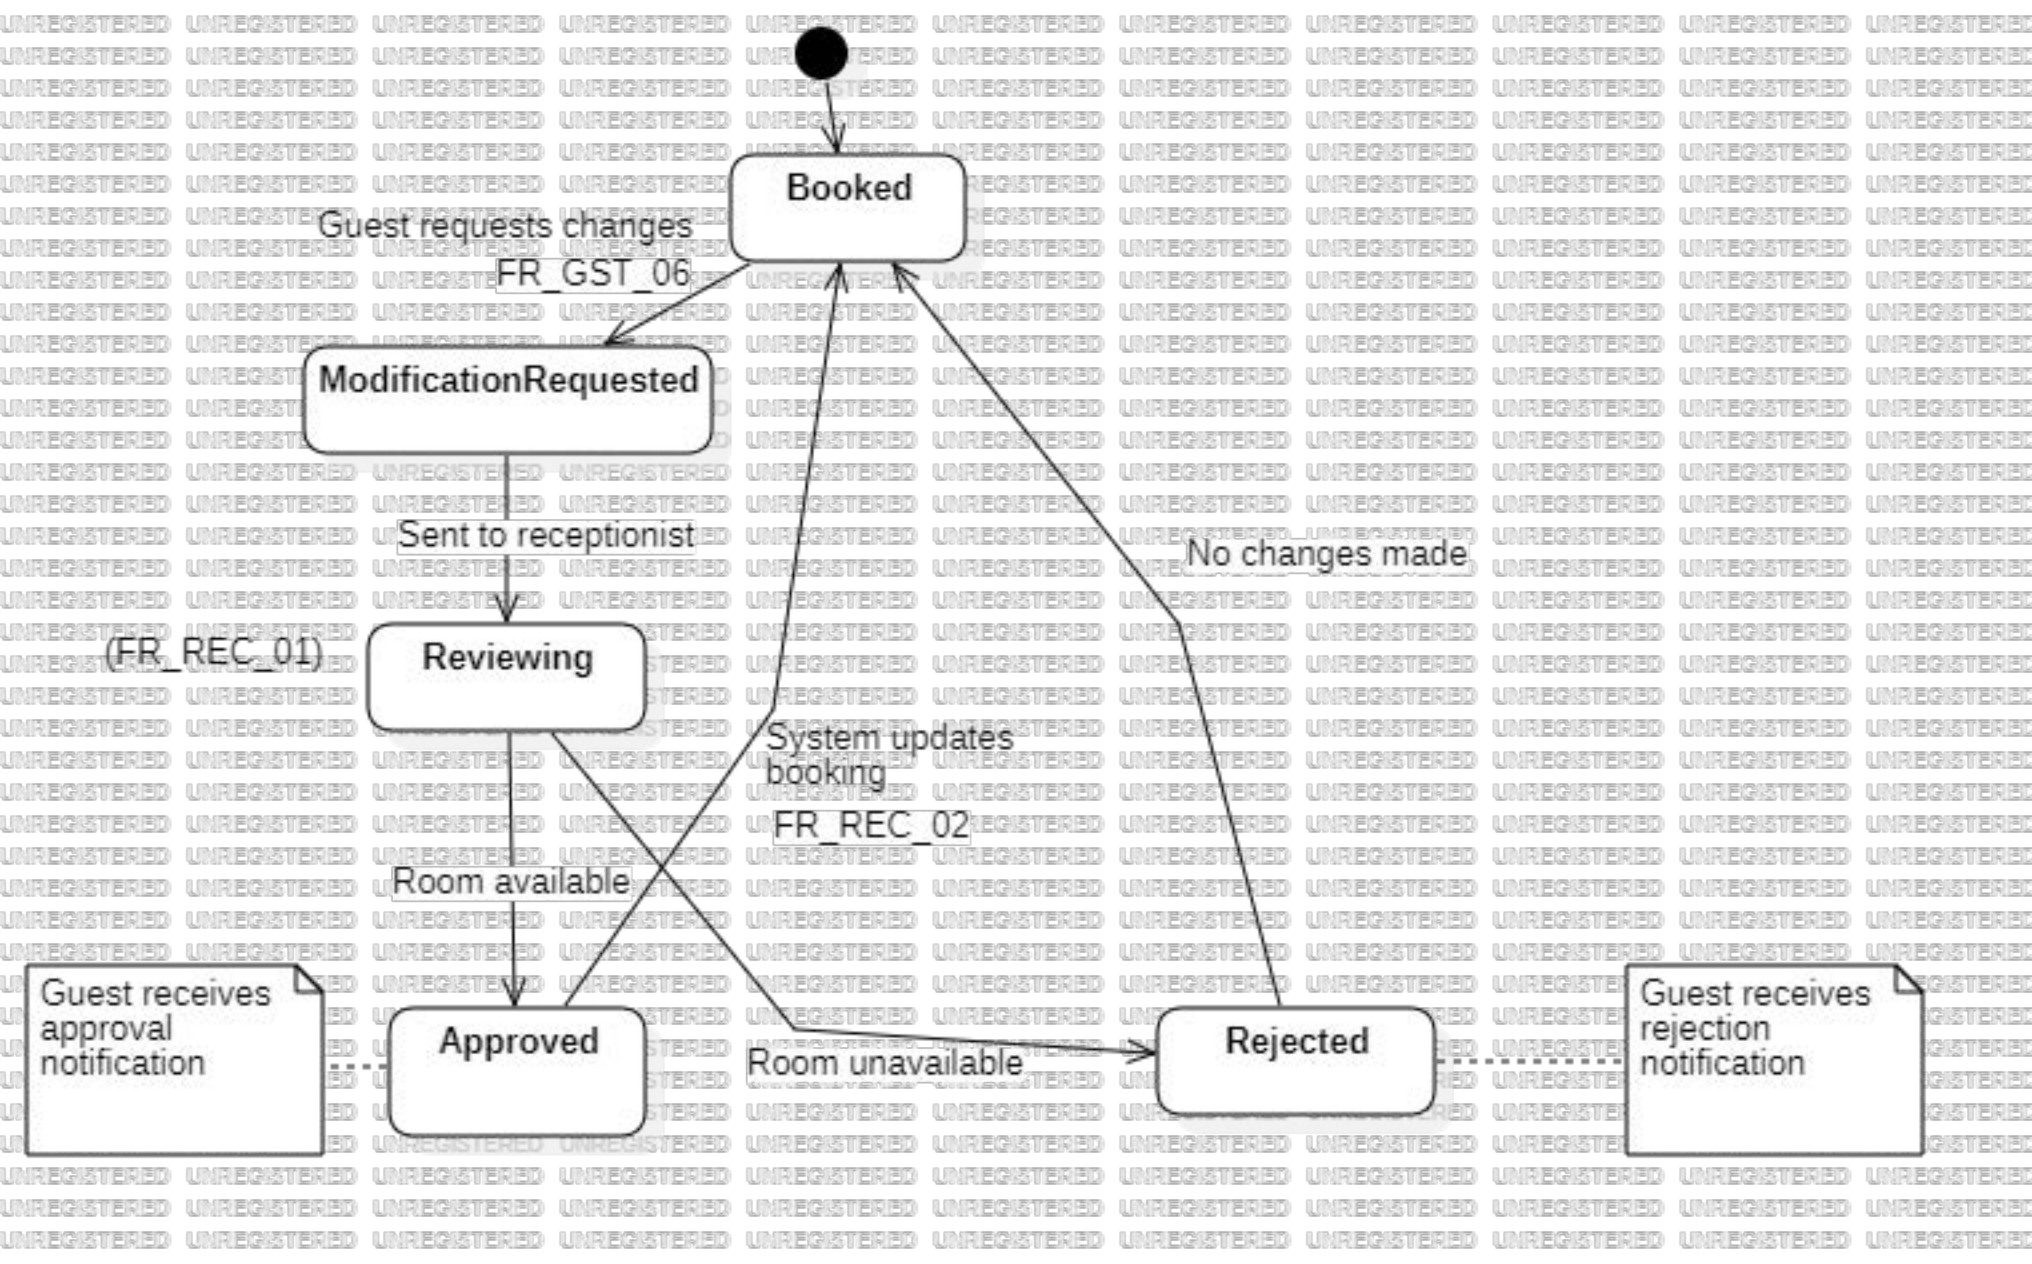 Booked
Guest requests changes
FR_GST_06
ModificationRequested
Sent to receptionist
No changes made
(FR_REC_01)
Reviewing
System updates
booking
FR_REC_02
Room available
Guest receives
approval
notification
Approved
Room unavailable
Rejected
Guest receives
rejection
notification
UNREGISTERED